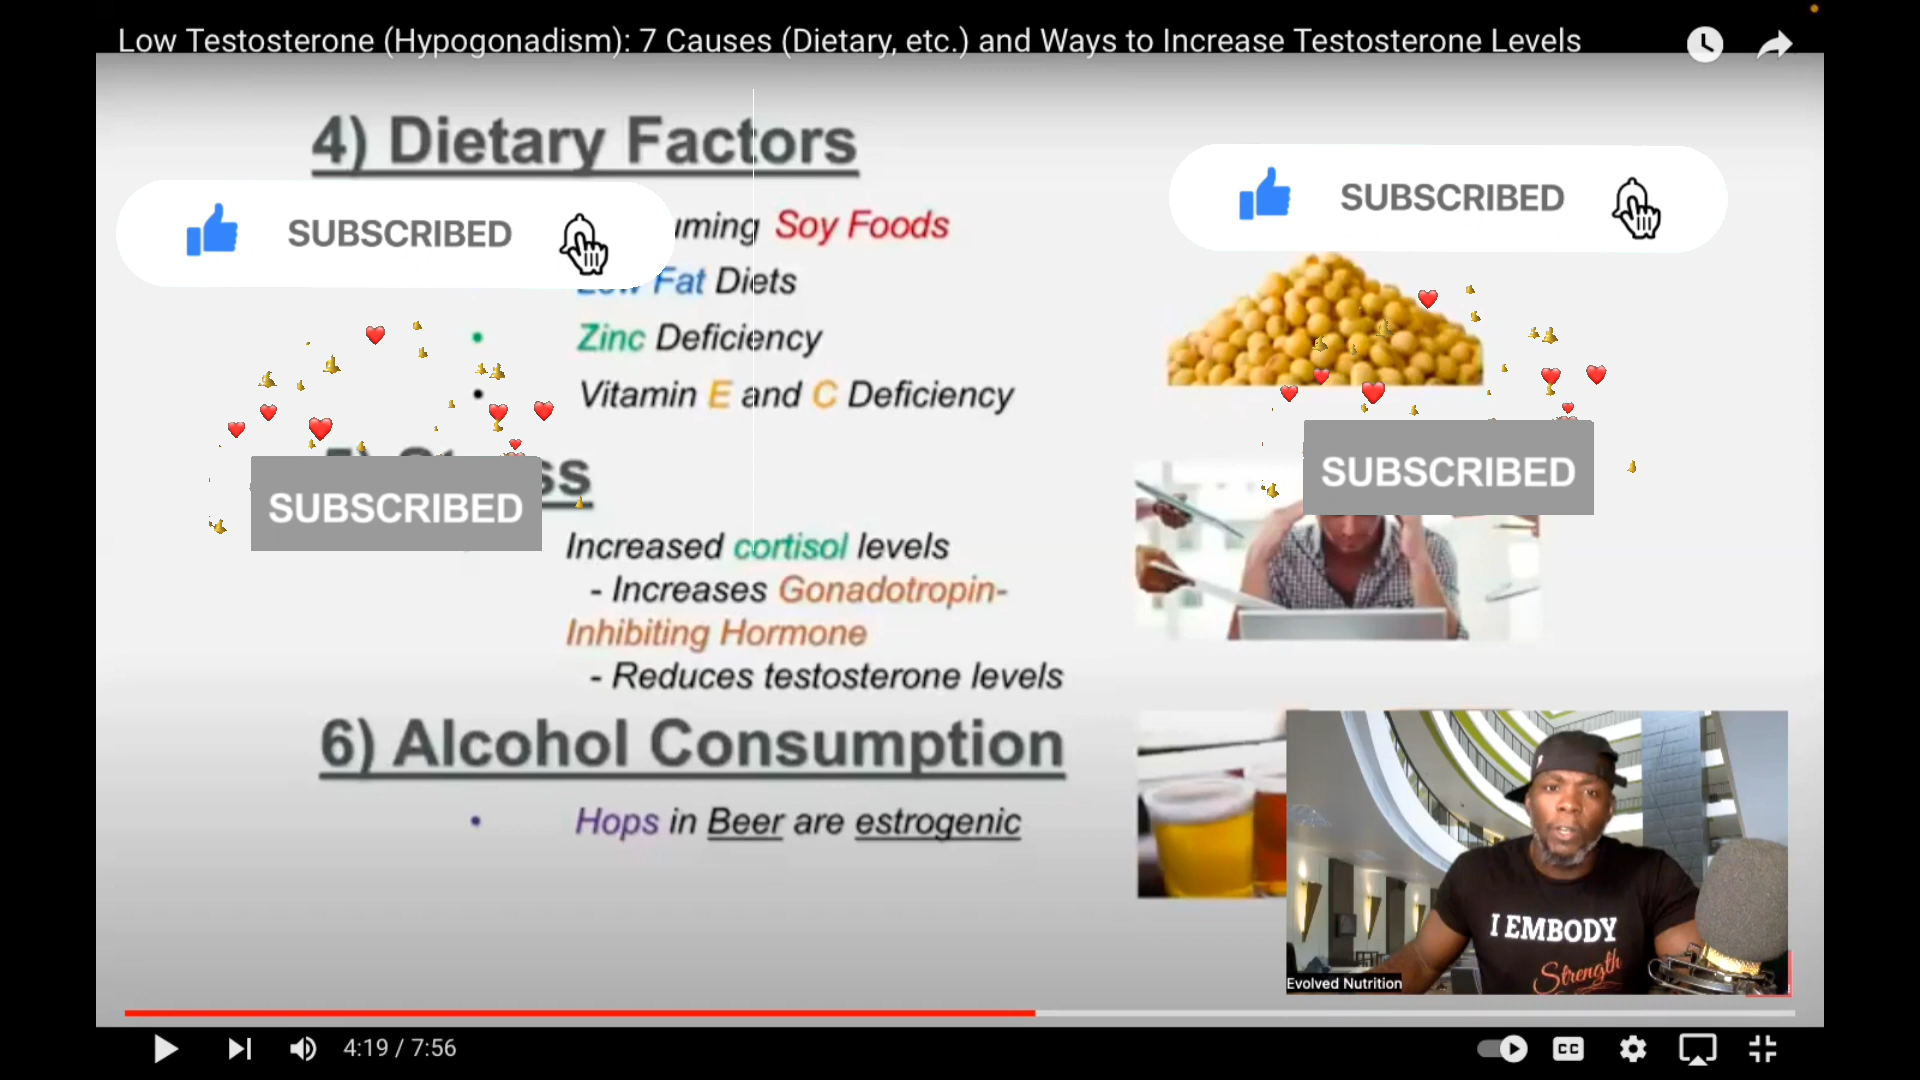 Low Testosterone (Hypogonadism): 7 Causes (Dietary, etc.) and Ways to Increase Testosterone Levels
4) Dietary Factors
SUBSCRIBED
SUBSCRIBED
uming Soy Foods
Fat Diets
Zinc Deficiency
Vitamin E and C Deficiency
SUBSCRIBED
SUBSCRIBED
Increased cortisol levels
- Increases Gonadotropin-
Inhibiting Hormone
- Reduces testosterone levels
6) Alcohol Consumption
Hops in Beer are estrogenic
I EMBODY
Strength
Evolved Nutrition
4:19 / 7:56
CC